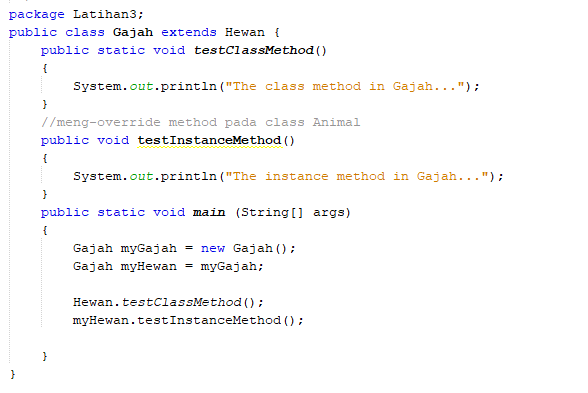 package Latihan3;
public class Gajah extends Hewan {
    public static void testClassMethod()
    {
        System.out.println("The class method in Gajah...");
    }
    //meng-override method pada class Animal
    public void testInstanceMethod()
    {
        System.out.println("The instance method in Gajah...");
    }
    public static void main (String[] args)
    {
        Gajah myGajah = new Gajah();
        Gajah myHewan = myGajah;

        Hewan.testClassMethod();
        myHewan.testInstanceMethod();

    }
}